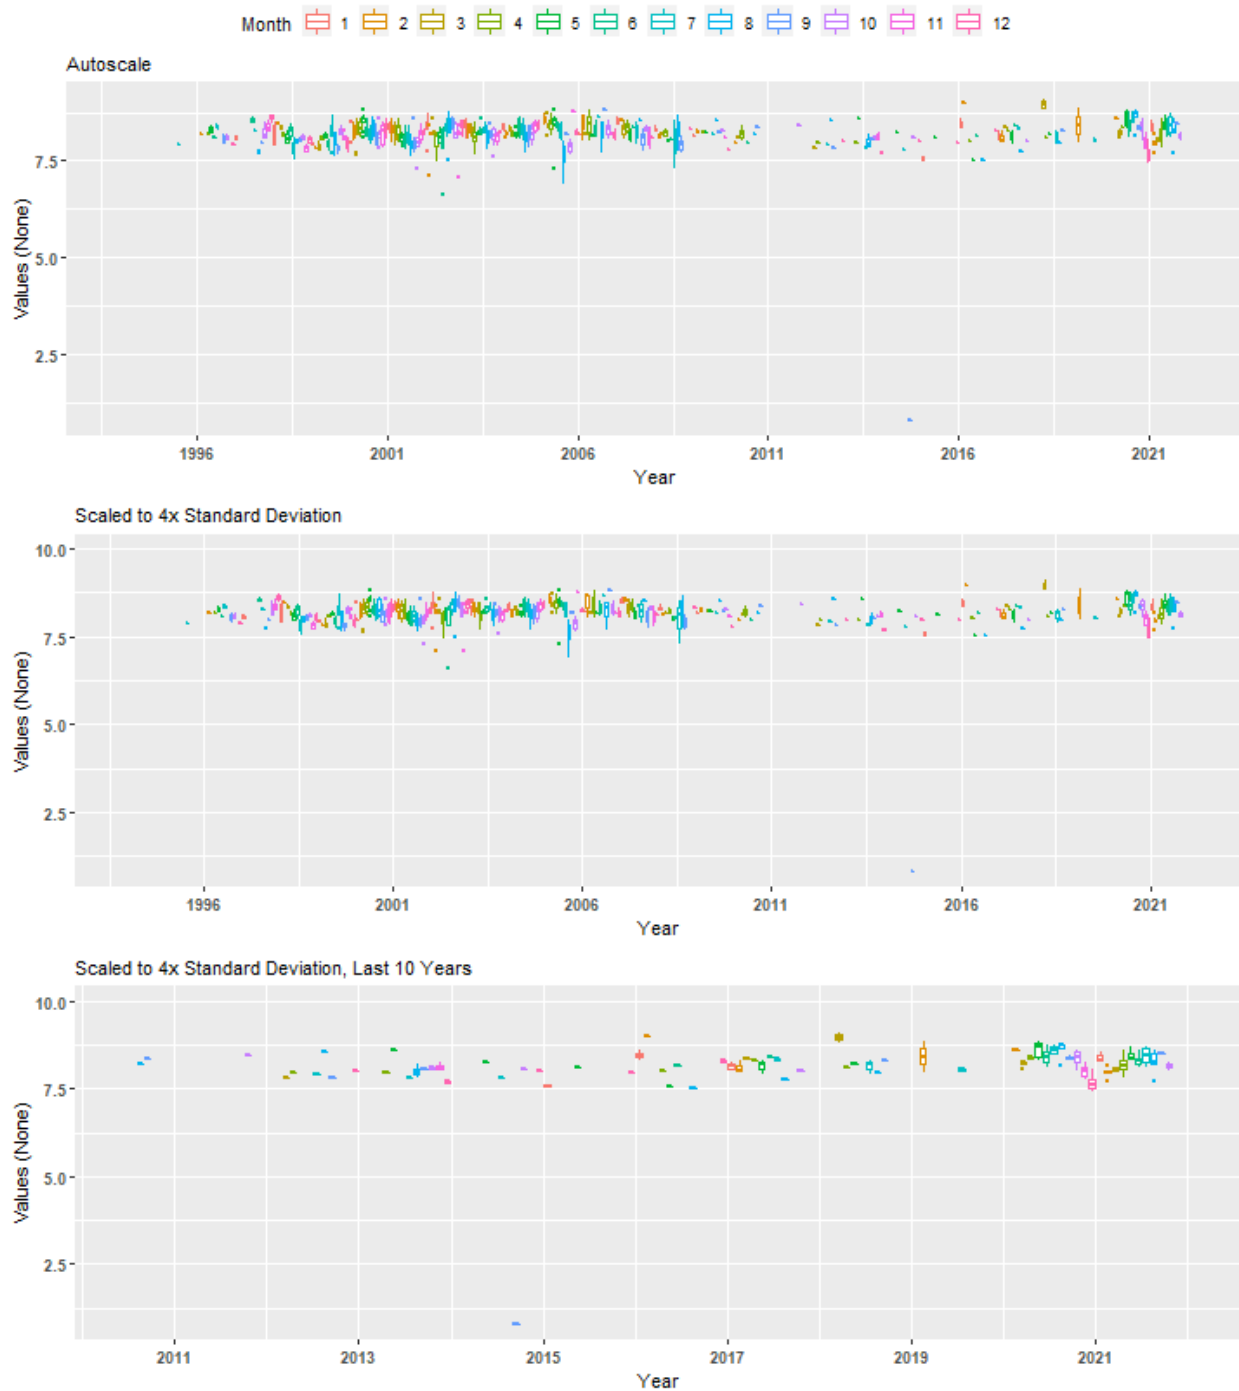 Month 1 2 3 4 5 6 7 8 9 10 11 12
Autoscale
Values (None)
7.5
5.0
2.5
1996 2001 2006 2011 2016 2021
Year
Scaled to 4x Standard Deviation
Values (None)
10.0
7.5
5.0
2.5
1996 2001 2006 2011 2016 2021
Year
Scaled to 4x Standard Deviation, Last 10 Years
Values (None)
10.0
7.5
5.0
2.5
2011 2013 2015 2017 2019 2021
Year